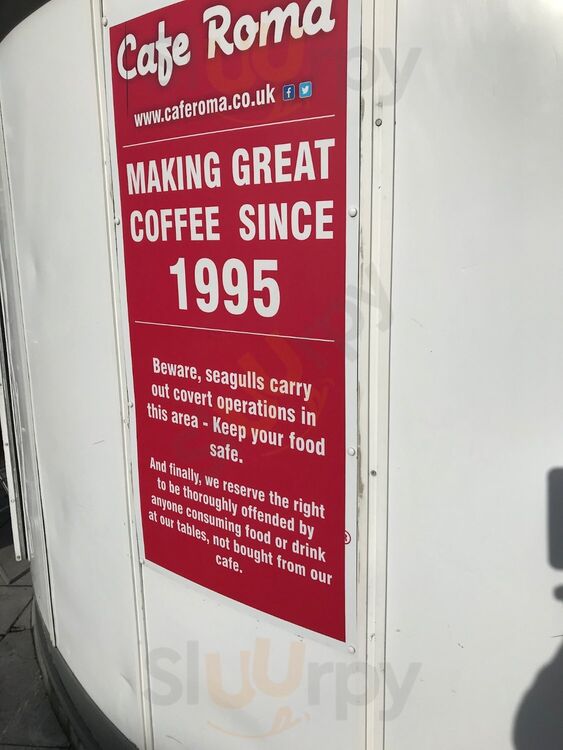 Cafe Roma
www.caferoma.co.uk
MAKING GREAT
COFFEE SINCE
1995
Beware, seagulls carry
out covert operations in
this area - Keep your food
safe.
And finally, we reserve the right
to be thoroughly offended by
anyone consuming food or drink
at our tables, not bought from our
cafe.
Sluurpy